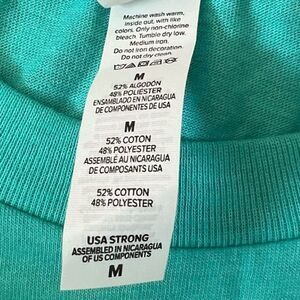 Machine wash warm,
inside out, with like
colors. Only non-chlorine
bleach. Tumble dry low.
Medium iron.
Do not iron decoration.
Do not dry clean.
M
52% ALGODÓN
48% POLIÉSTER
ENSAMBLADO EN NICARAGUA
DE COMPONENTES DE USA
M
52% COTON
48% POLYESTER
ASSEMBLÉ AU NICARAGUA
DE COMPOSANTS USA
52% COTTON
48% POLYESTER
USA STRONG
ASSEMBLED IN NICARAGUA
OF US COMPONENTS
M